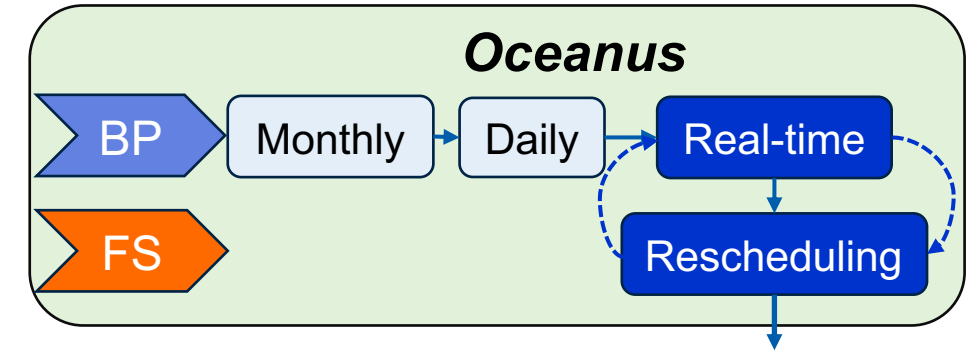 Oceanus
BP
Monthly
Daily
Real-time
FS
Rescheduling